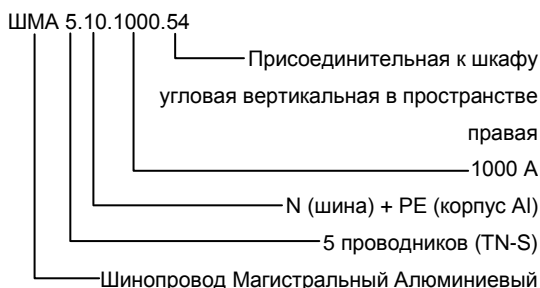 ШМА 5.10.1000.54
Присоединительная к шкафу
угловая вертикальная в пространстве
правая
1000 А
N (шина) + PE (корпус Al)
5 проводников (TN-S)
Шинопровод Магистральный Алюминиевый